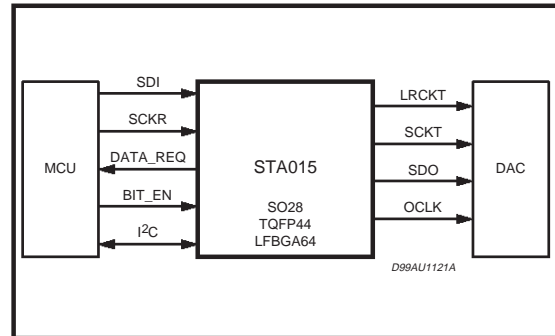 SDI
SCKR
DATA_REQ
BIT_EN
I²C
MCU
STA015
SO28
TQFP44
LFBGA64
LRCKT
SCKT
SDO
OCLK
DAC
D99AU1121A